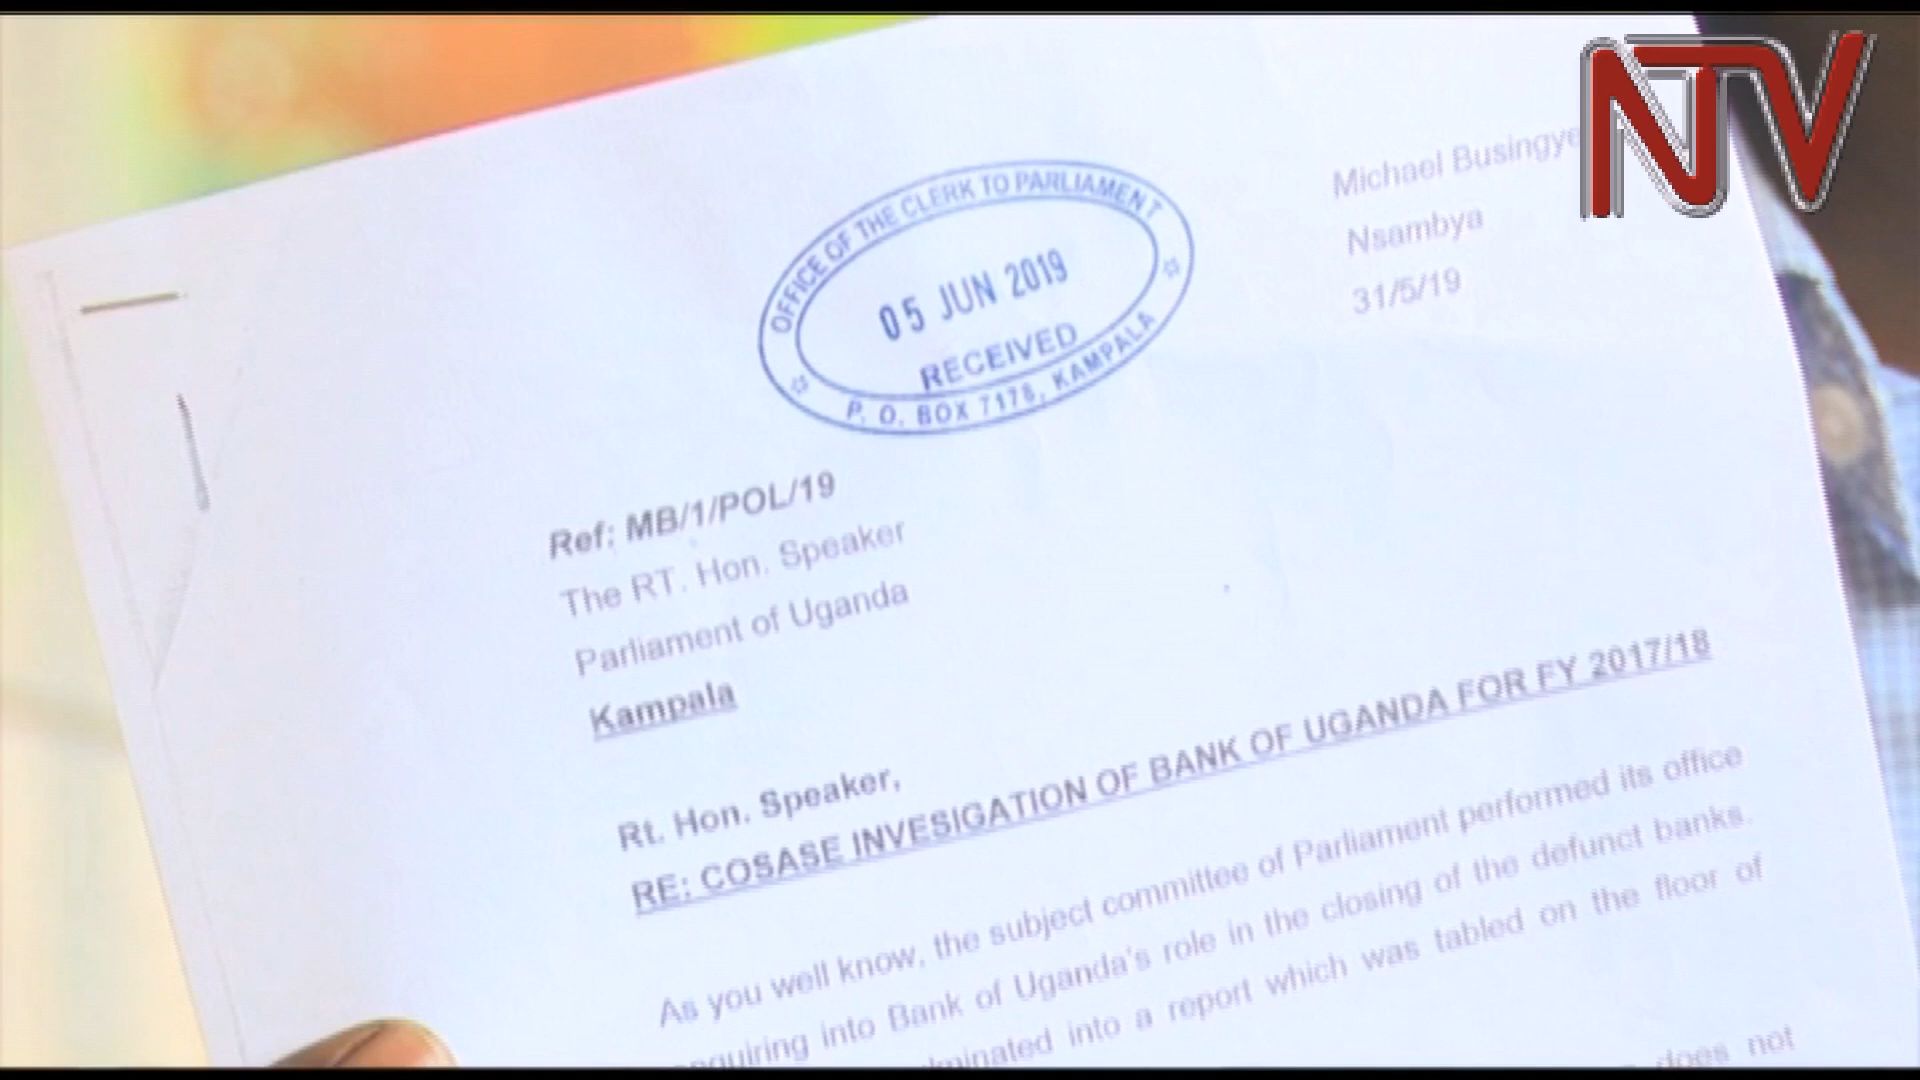 NTV
Michael Busingye
Nsambya
31/5/19
OFFICE OF THE CLERK TO PARLIAMENT
05 JUN 2019
RECEIVED
P. O. BOX 7178, KAMPALA
Ref: MB/1/POL/19
The RT. Hon. Speaker
Parliament of Uganda
Kampala
Rt. Hon. Speaker,
RE: COSASE INVESIGATION OF BANK OF UGANDA FOR FY 2017/18
As you well know, the subject committee of Parliament performed its office
into Bank of Uganda's role in the closing of the defunct banks.
into a report which was tabled on the floor of
does not